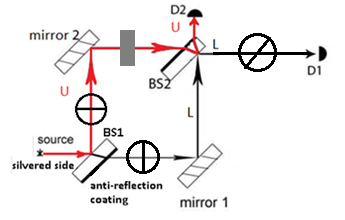 D2
U
mirror 2
L
BS2
D1
U
L
source
BS1
silvered side
anti-reflection
coating
mirror 1